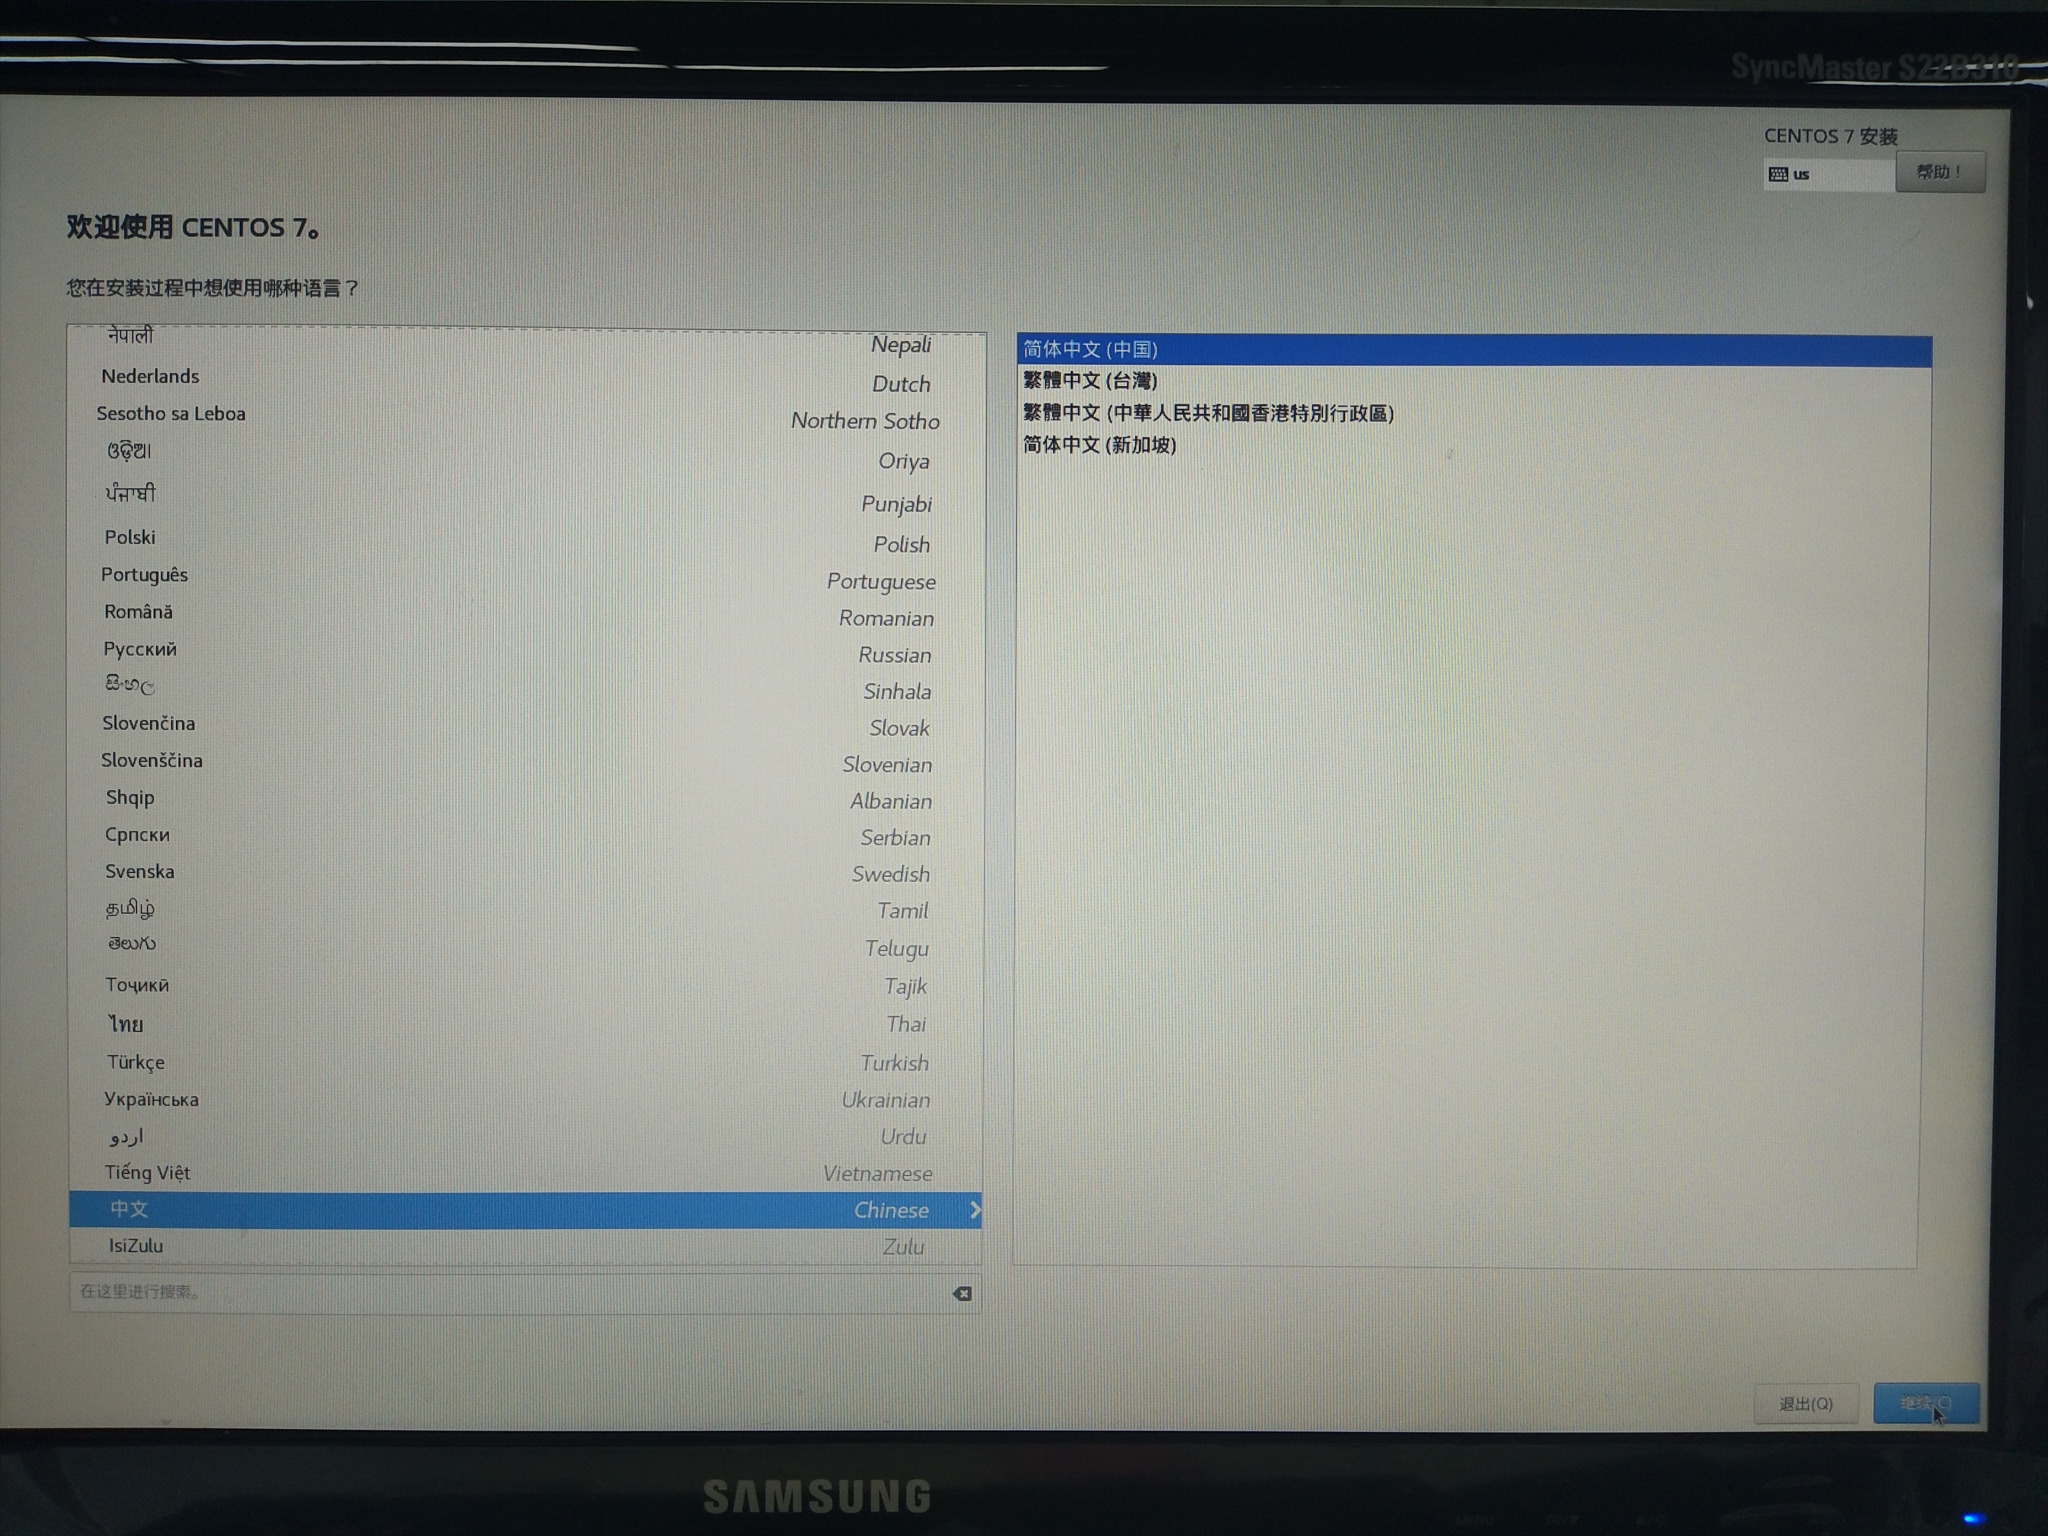 SyncMaster S22B310
CENTOS 7 安装
us
帮助！
欢迎使用 CENTOS 7。
您在安装过程中想使用哪种语言？
नेपाली Nepali
Nederlands Dutch
Sesotho sa Leboa Northern Sotho
ଓଡ଼ିଆ Oriya
ਪੰਜਾਬੀ Punjabi
Polski Polish
Português Portuguese
Română Romanian
Русский Russian
සිංහල Sinhala
Slovenčina Slovak
Slovenščina Slovenian
Shqip Albanian
Српски Serbian
Svenska Swedish
தமிழ் Tamil
తెలుగు Telugu
Тоҷикӣ Tajik
ไทย Thai
Türkçe Turkish
Українська Ukrainian
اردو Urdu
Tiếng Việt Vietnamese
中文 Chinese
IsiZulu Zulu
在这里进行搜索。
简体中文 (中国)
繁體中文 (台灣)
繁體中文 (中華人民共和國香港特別行政區)
简体中文 (新加坡)
退出(Q)
继续(C)
SAMSUNG